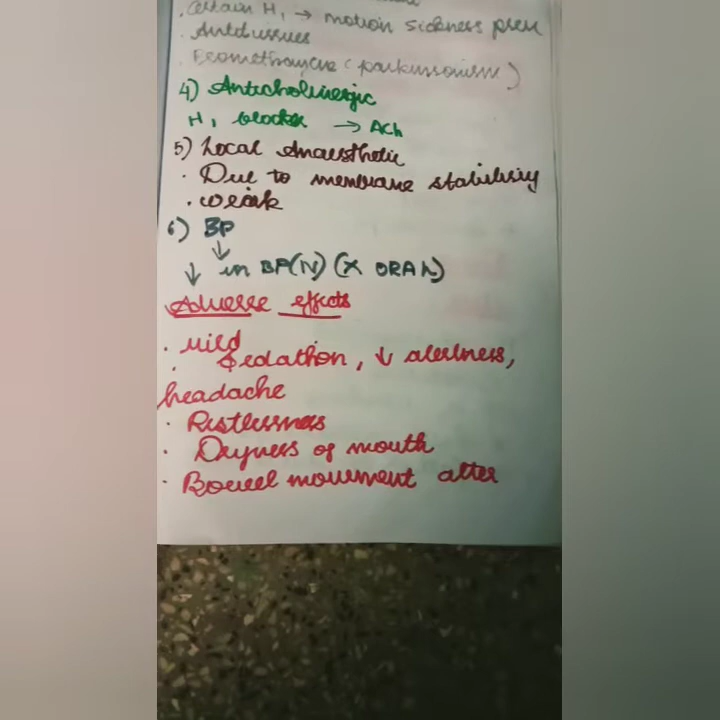 . Certain H1 → motion sickness prev
. Antitussives
. Promethazine (parkinsonism)
4) Anticholinergic
H1 blocker → Ach
5) Local Anaesthetic
. Due to membrane stabilising
. weak
6) BP
↓
↓ in BP(IV) (X ORAL)
Adverse effects
. Mild
. Sedation, ↓ alertness,
headache
. Restlessness
. Dryness of mouth
. Bowel movement alter